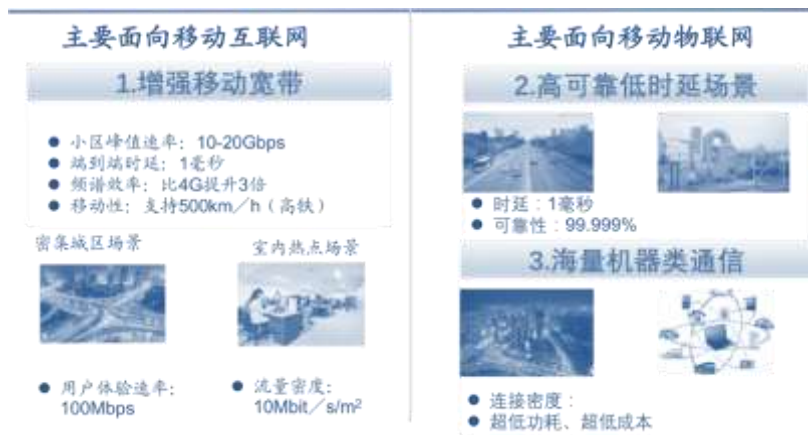 主要面向移动互联网
1.增强移动宽带
● 小区峰值速率：10-20Gbps
● 端到端时延：1毫秒
● 频谱效率：比4G提升3倍
● 移动性：支持500km／h（高铁）
密集城区场景
室内热点场景
● 用户体验速率：
100Mbps
● 流量密度：
10Mbit／s/m²
主要面向移动物联网
2.高可靠低时延场景
● 时延：1毫秒
● 可靠性：99.999%
3.海量机器类通信
● 连接密度：
● 超低功耗、超低成本